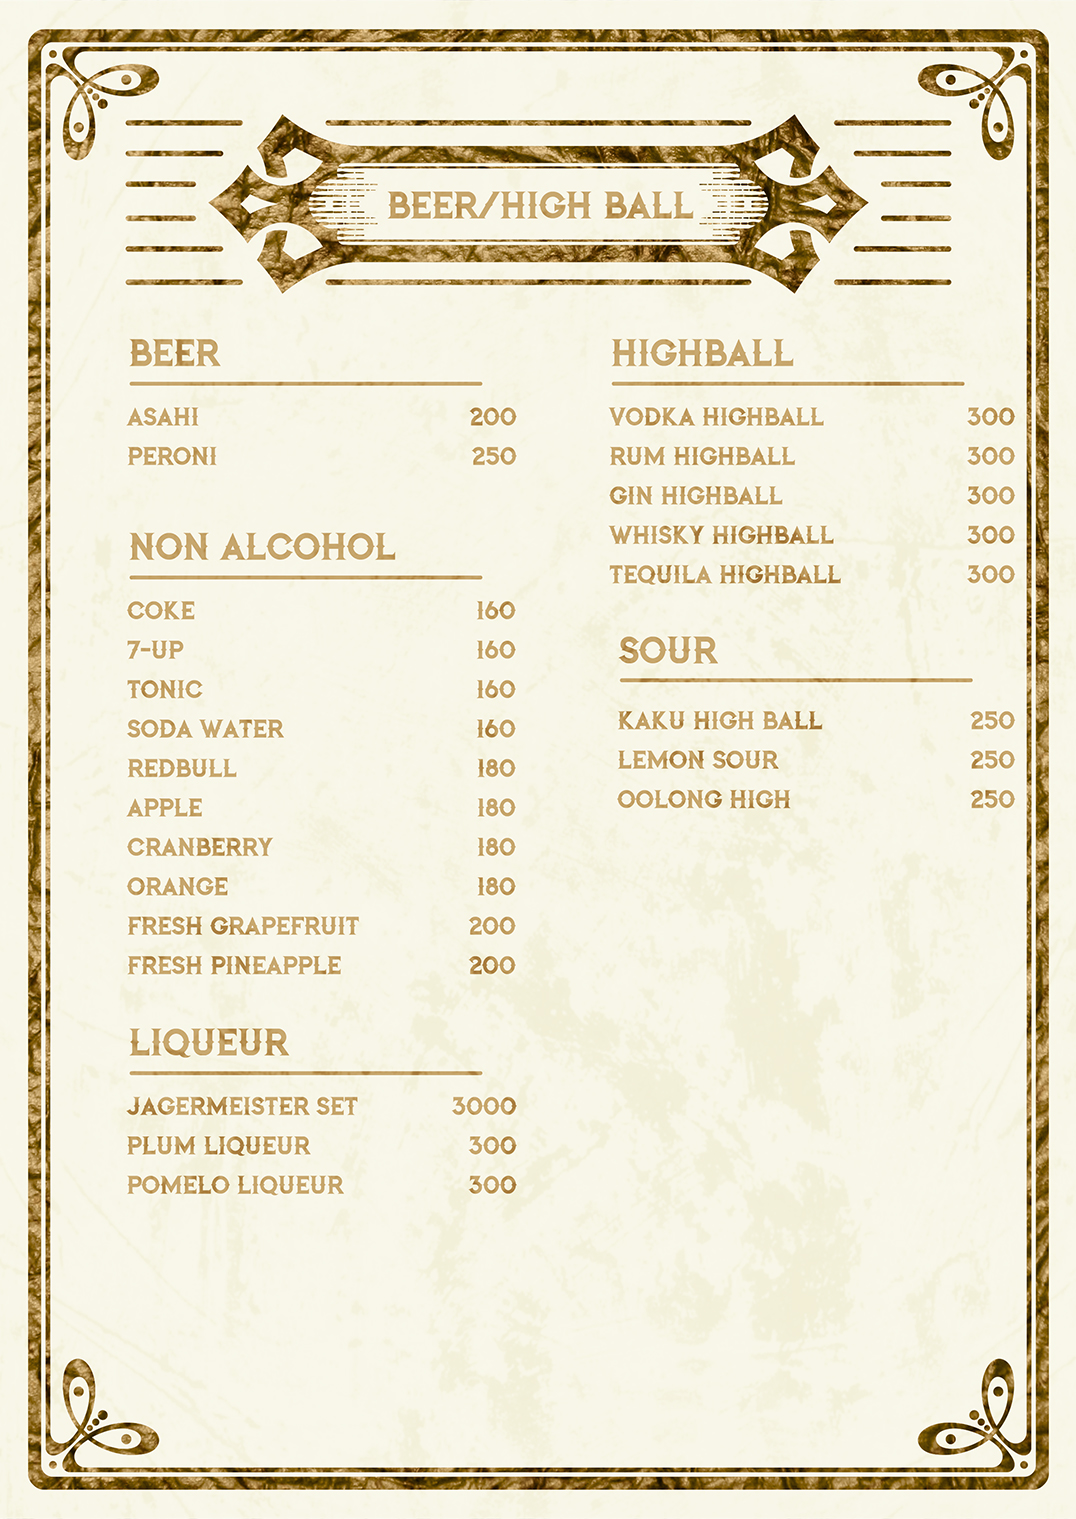 BEER/HIGH BALL
BEER
ASAHI 200
PERONI 250
NON ALCOHOL
COKE 160
7-UP 160
TONIC 160
SODA WATER 160
REDBULL 180
APPLE 180
CRANBERRY 180
ORANGE 180
FRESH GRAPEFRUIT 200
FRESH PINEAPPLE 200
LIQUEUR
JAGERMEISTER SET 3000
PLUM LIQUEUR 300
POMELO LIQUEUR 300
HIGHBALL
VODKA HIGHBALL 300
RUM HIGHBALL 300
GIN HIGHBALL 300
WHISKY HIGHBALL 300
TEQUILA HIGHBALL 300
SOUR
KAKU HIGH BALL 250
LEMON SOUR 250
OOLONG HIGH 250